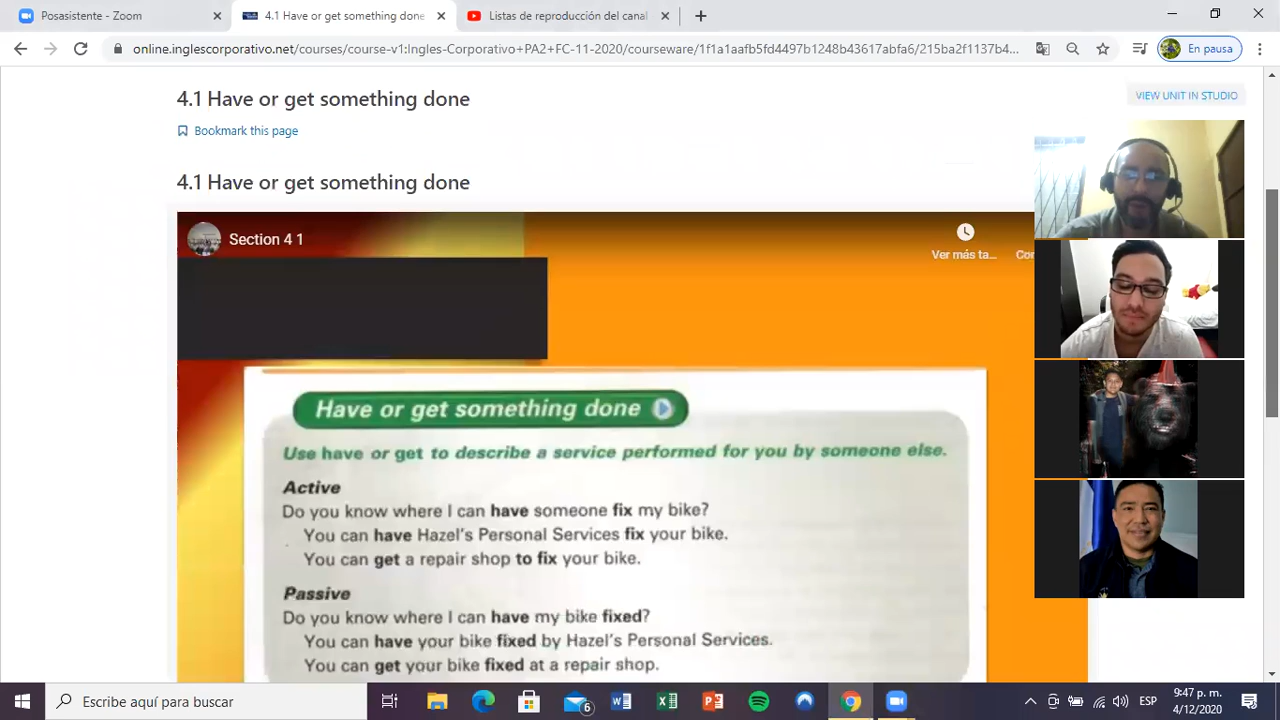 Posasistente - Zoom
4.1 Have or get something done
Listas de reproducción del canal
online.inglescorporativo.net/courses/course-v1:Ingles-Corporativo+PA2+FC-11-2020/courseware/1f1a1aafb5fd4497b1248b43617abfa6/215ba2f1137b4...
En pausa
4.1 Have or get something done
VIEW UNIT IN STUDIO
Bookmark this page
4.1 Have or get something done
Section 4 1
Ver más ta...
Have or get something done
Use have or get to describe a service performed for you by someone else.
Active
Do you know where I can have someone fix my bike?
You can have Hazel's Personal Services fix your bike.
You can get a repair shop to fix your bike.
Passive
Do you know where I can have my bike fixed?
You can have your bike fixed by Hazel's Personal Services.
You can get your bike fixed at a repair shop.
Escribe aquí para buscar
6
ESP
9:47 p. m.
4/12/2020